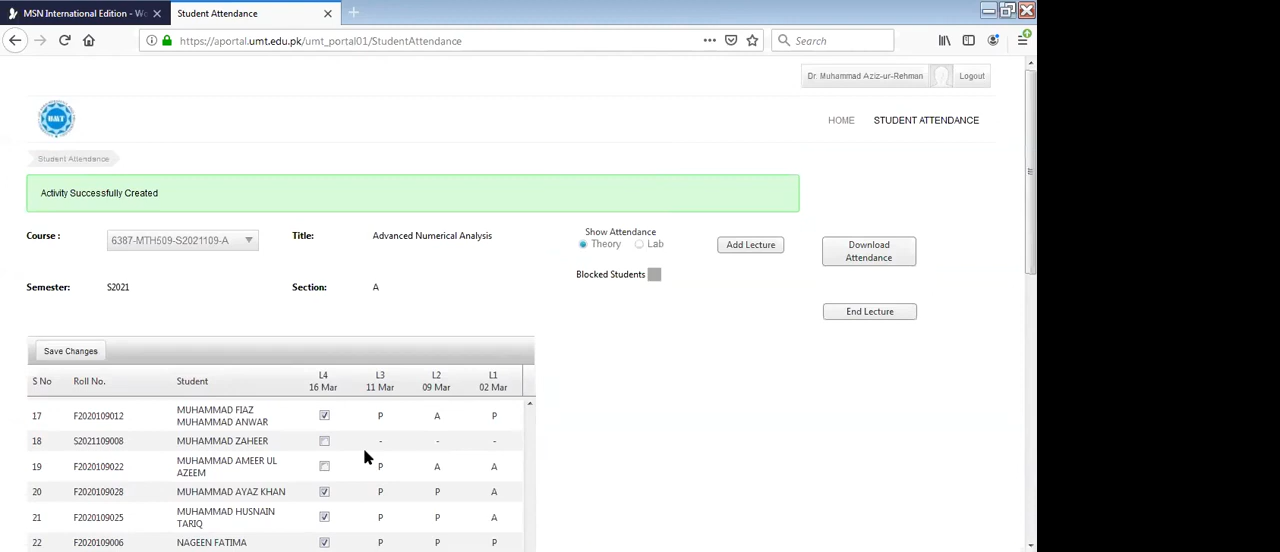 MSN International Edition - Wo
Student Attendance
https://aportal.umt.edu.pk/umt_portal01/StudentAttendance
Search
Dr. Muhammad Aziz-ur-Rehman
Logout
UMT
HOME
STUDENT ATTENDANCE
Student Attendance
Activity Successfully Created
Course :
6387-MTH509-S2021109-A
Title:
Advanced Numerical Analysis
Show Attendance
Theory
Lab
Add Lecture
Download
Attendance
Blocked Students
Semester:
S2021
Section:
A
End Lecture
Save Changes
S No Roll No. Student L4 16 Mar L3 11 Mar L2 09 Mar L1 02 Mar
17 F2020109012 MUHAMMAD FIAZ MUHAMMAD ANWAR P A P
18 S2021109008 MUHAMMAD ZAHEER - - -
19 F2020109022 MUHAMMAD AMEER UL AZEEM P A A
20 F2020109028 MUHAMMAD AYAZ KHAN P P A
21 F2020109025 MUHAMMAD HUSNAIN TARIQ P P A
22 F2020109006 NAGEEN FATIMA P P P